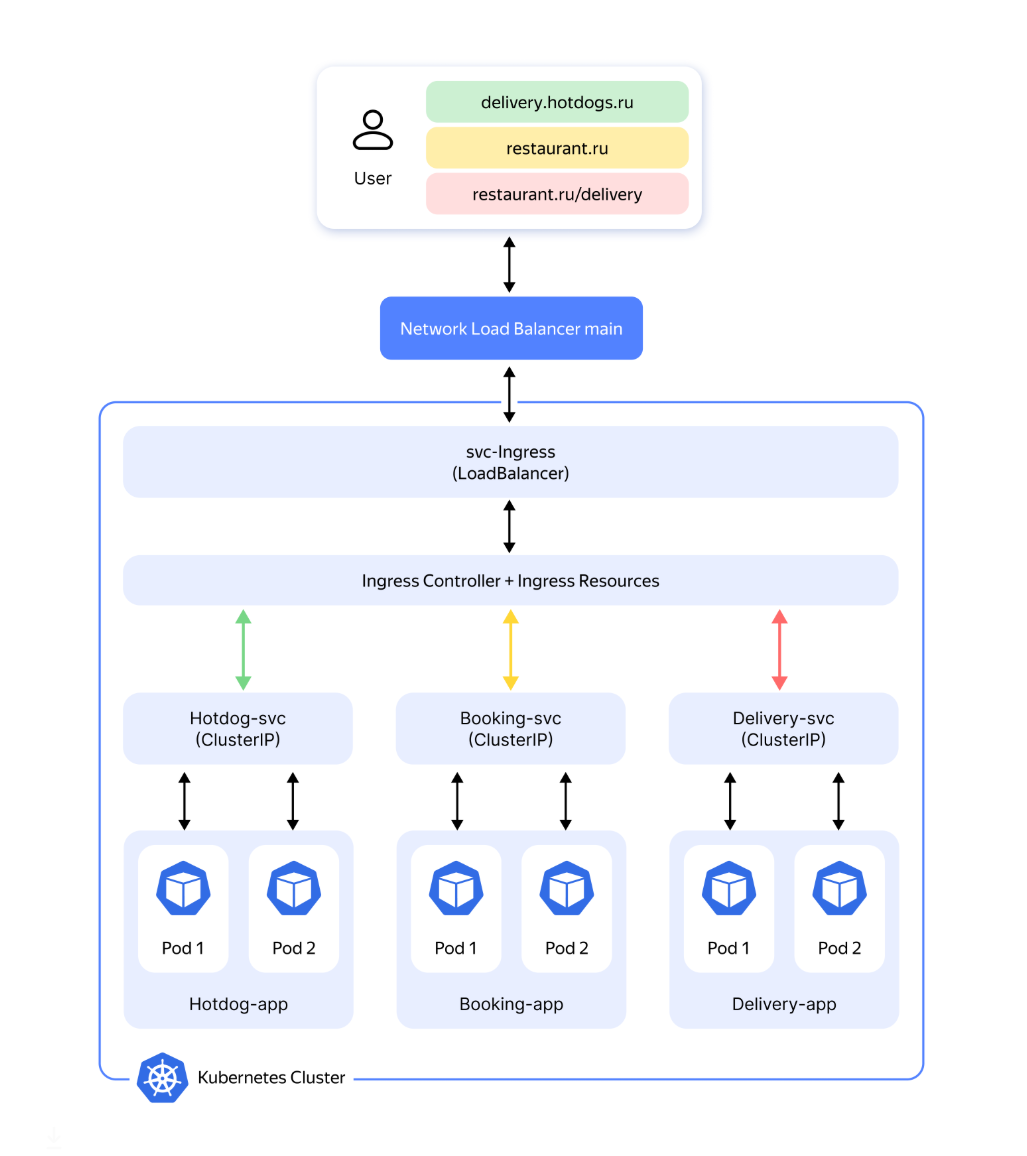 delivery.hotdogs.ru
restaurant.ru
restaurant.ru/delivery
User
Network Load Balancer main
svc-Ingress
(LoadBalancer)
Ingress Controller + Ingress Resources
Hotdog-svc
(ClusterIP)
Booking-svc
(ClusterIP)
Delivery-svc
(ClusterIP)
Pod 1
Pod 2
Hotdog-app
Pod 1
Pod 2
Booking-app
Pod 1
Pod 2
Delivery-app
Kubernetes Cluster